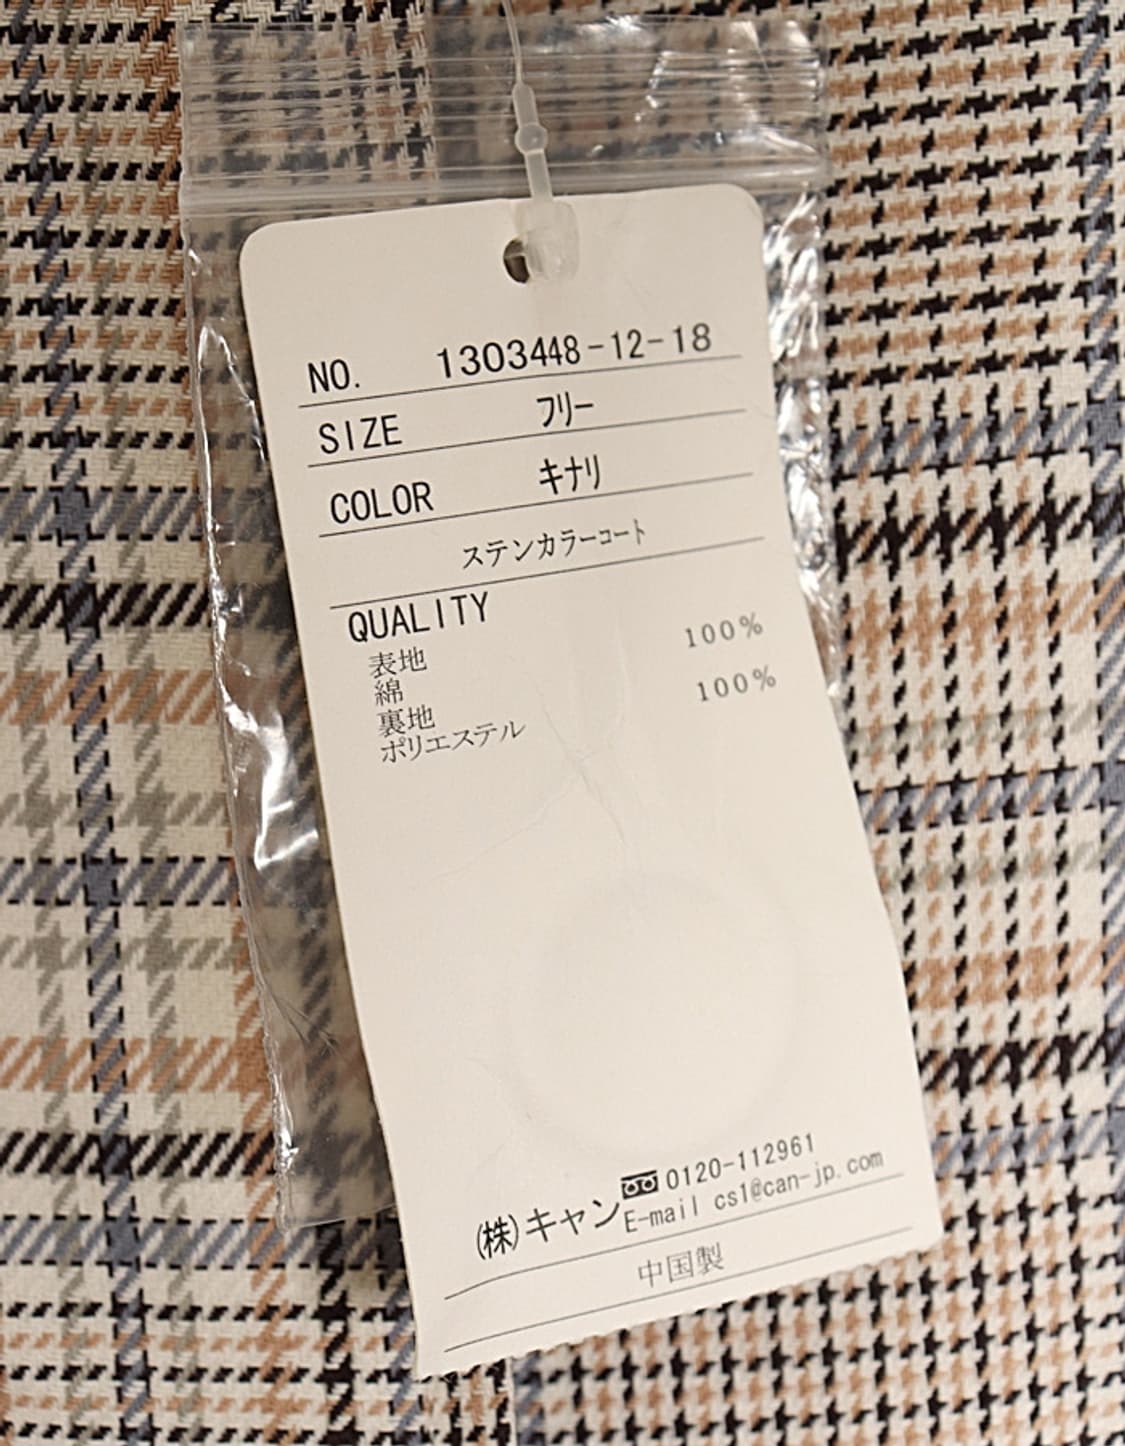 NO. 1303448-12-18
SIZE フリー
COLOR キナリ
ステンカラーコート
QUALITY
表地
綿 100%
裏地
ポリエステル 100%
0120-112961
(株)キャン E-mail cs1@can-jp.com
中国製